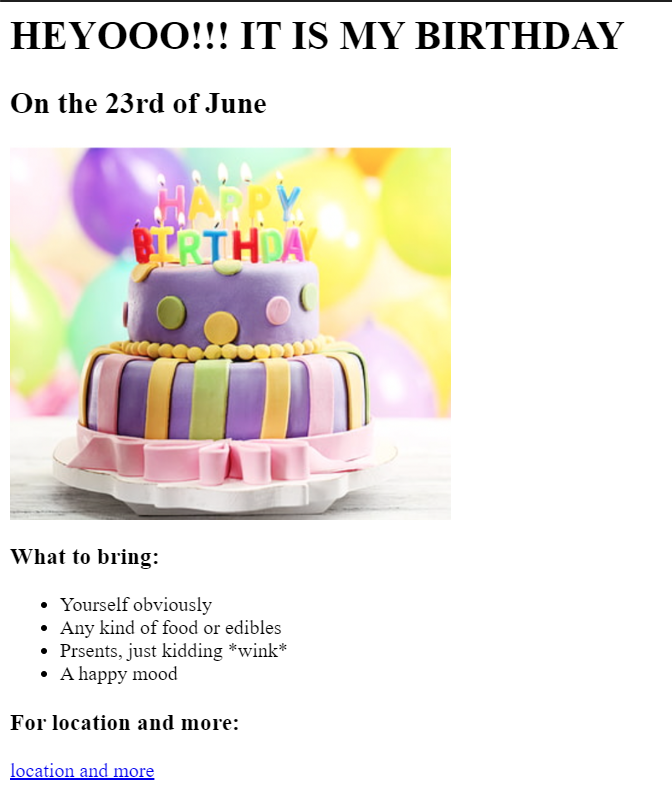 HEYOOO!!! IT IS MY BIRTHDAY
On the 23rd of June
HAPPY
BIRTHDAY
What to bring:
Yourself obviously
Any kind of food or edibles
Prsents, just kidding *wink*
A happy mood
For location and more:
location and more